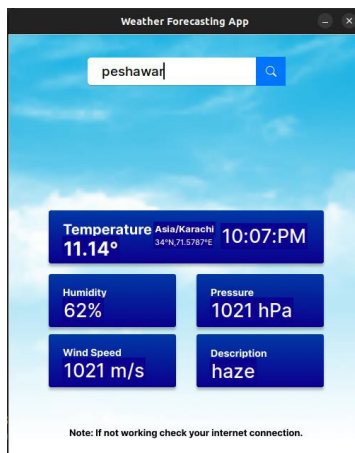 Weather Forecasting App
peshawar
Temperature
11.14°
Asia/Karachi
34°N,71.5787°E
10:07:PM
Humidity
62%
Pressure
1021 hPa
Wind Speed
1021 m/s
Description
haze
Note: If not working check your internet connection.